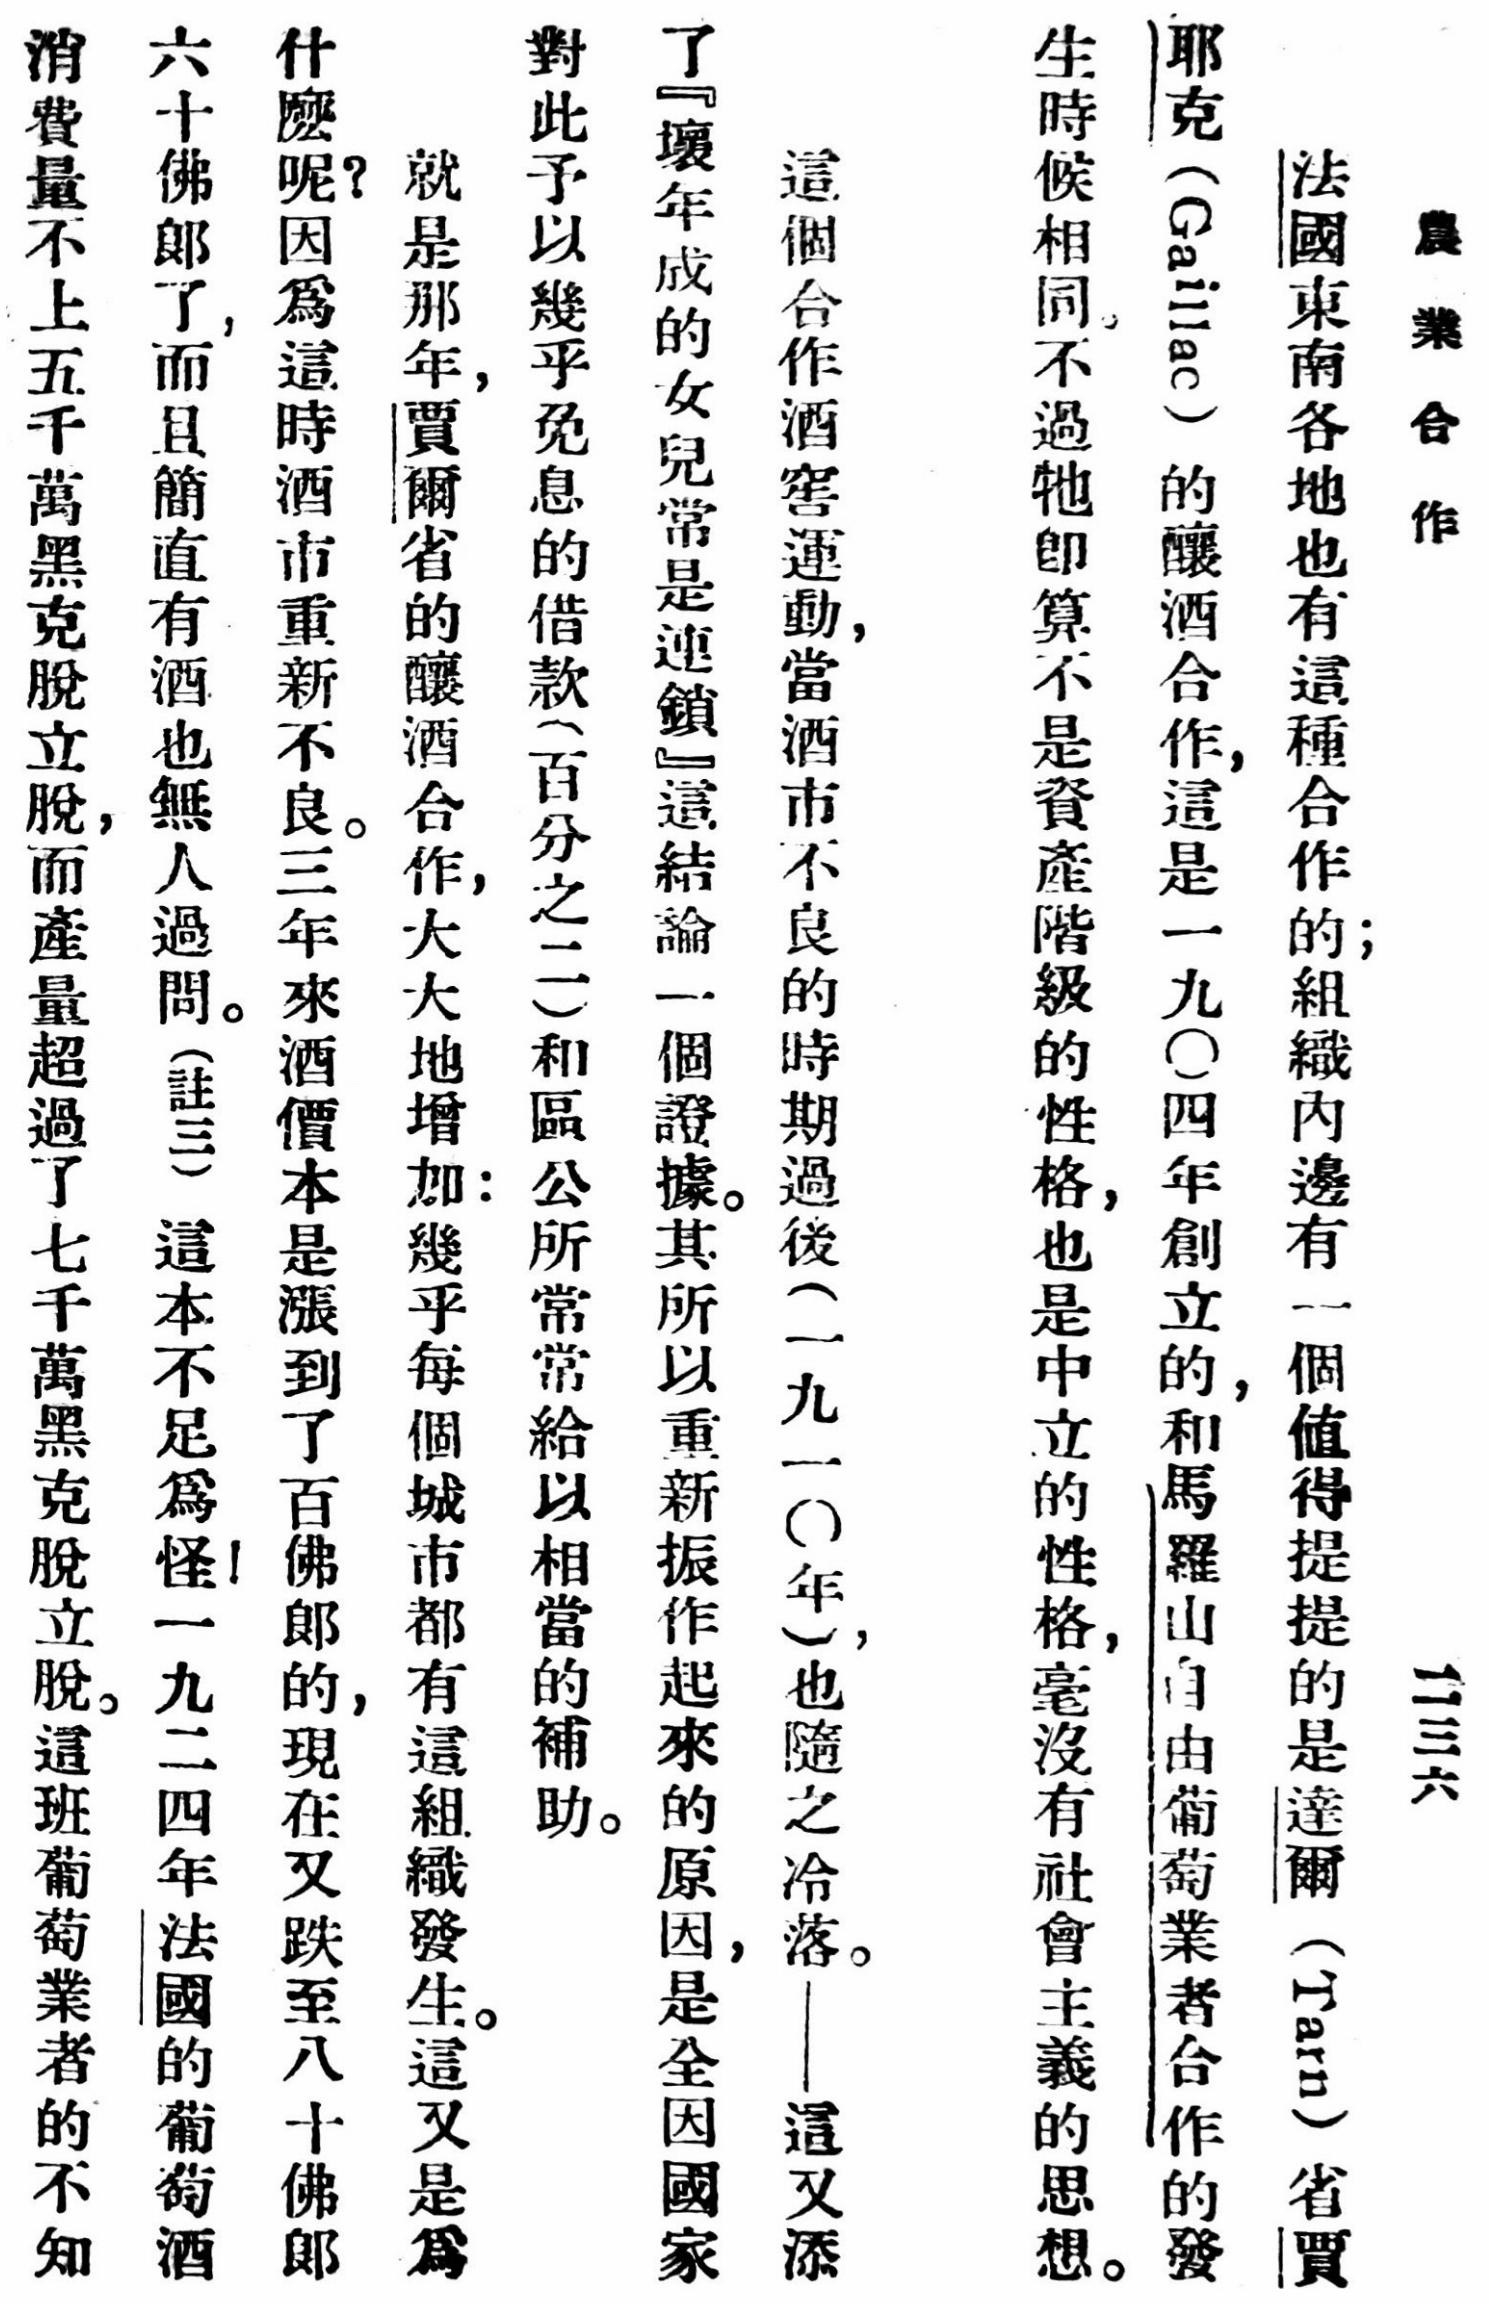 農業合作
一三六
法國東南各地也有這種合作的；組織內邊有一個值得提提的是達爾（Tarn）省賈
耶克（Gaillac）的釀酒合作，這是一九〇四年創立的，和馬羅山自由葡萄業者合作的發
生時候相同。不過牠卽算不是資產階級的性格，也是中立的性格，毫沒有社會主義的思想。
這個合作酒窖運動，當酒市不良的時期過後（一九一〇年），也隨之冷落。——這又添
了『壞年成的女兒常是連鎖』這結論一個證據。其所以重新振作起來的原因，是全因國家
對此予以幾乎免息的借款（百分之二）和區公所常常給以相當的補助。
就是那年，賈爾省的釀酒合作，大大地增加：幾乎每個城市都有這組織發生。這又是爲
什麽呢？因爲這時酒市重新不良。三年來酒價本是漲到了百佛郎的，現在又跌至八十佛郎
六十佛郎了，而且簡直有酒也無人過問。（註三）這本不足爲怪！一九二四年法國的葡萄酒
消費量不上五千萬黑克脫立脫，而產量超過了七千萬黑克脫立脫。這班葡萄業者的不知